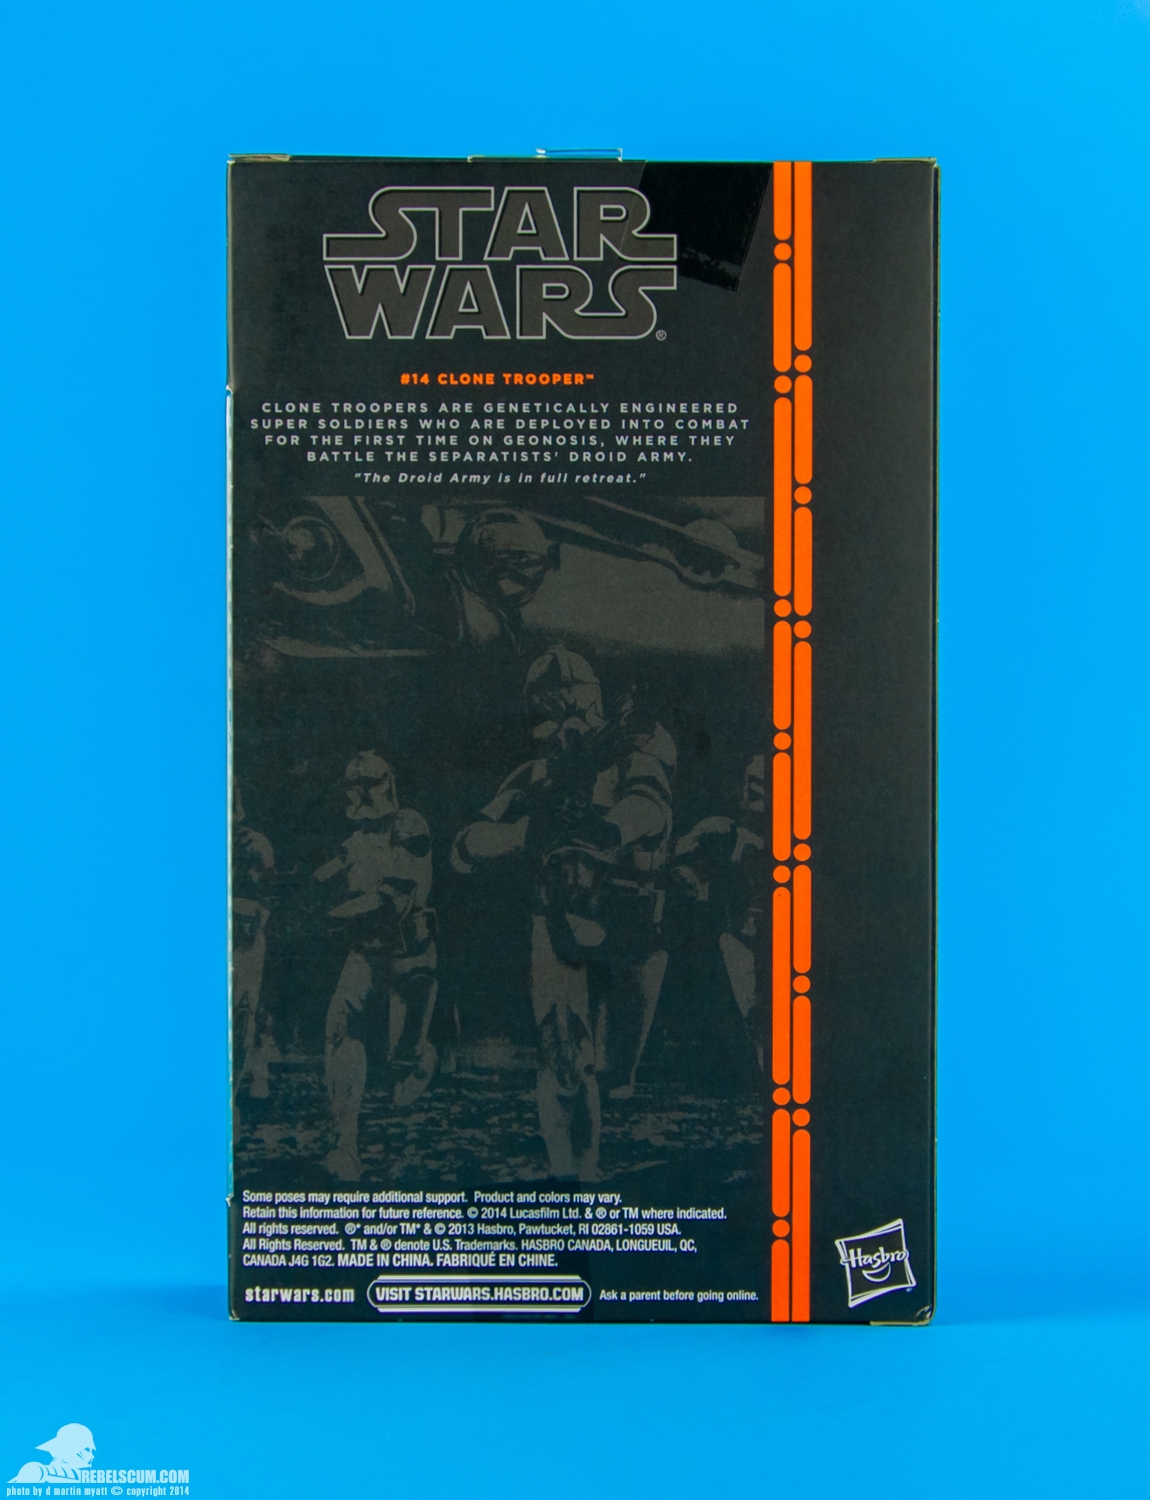 STAR
WARS®
#14 CLONE TROOPER™
CLONE TROOPERS ARE GENETICALLY ENGINEERED
SUPER SOLDIERS WHO ARE DEPLOYED INTO COMBAT
FOR THE FIRST TIME ON GEONOSIS, WHERE THEY
BATTLE THE SEPARATISTS' DROID ARMY.
"The Droid Army is in full retreat."
Some poses may require additional support. Product and colors may vary.
Retain this information for future reference. © 2014 Lucasfilm Ltd. & ® or TM where indicated.
All rights reserved. ®* and/or TM* & © 2013 Hasbro, Pawtucket, RI 02861-1059 USA.
All Rights Reserved. TM & ® denote U.S. Trademarks. HASBRO CANADA, LONGUEUIL, QC,
CANADA J4G 1G2. MADE IN CHINA. FABRIQUÉ EN CHINE.
starwars.com VISIT STARWARS.HASBRO.COM Ask a parent before going online.
Hasbro
REBELSCUM.COM
photo by d martin myatt © copyright 2014